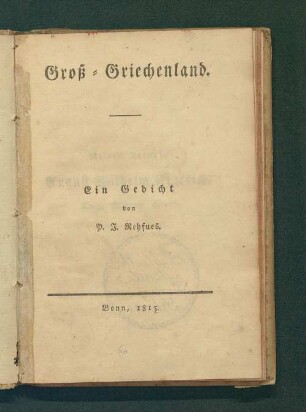 Groß-Griechenland.
Ein Gedicht
von
P. J. Rehfues.
Bonn, 1815.